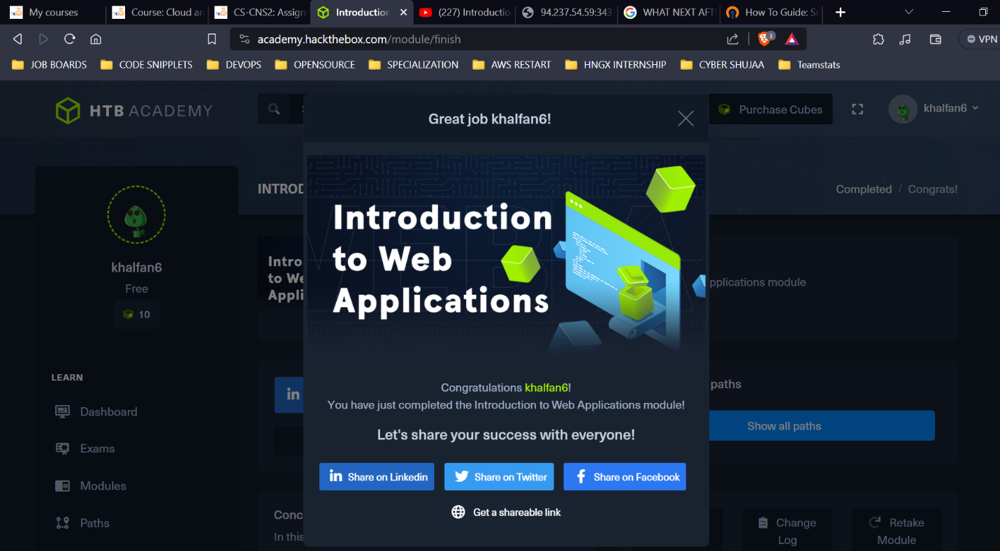 My courses
Course: Cloud an
CS-CNS2: Assign
Introduction
(227) Introductio
94.237.54.59:343
WHAT NEXT AFT
How To Guide: Se
academy.hackthebox.com/module/finish
3
VPN
JOB BOARDS
CODE SNIPPLETS
DEVOPS
OPENSOURCE
SPECIALIZATION
AWS RESTART
HNGX INTERNSHIP
CYBER SHUJAA
Teamstats
HTB ACADEMY
Great job khalfan6!
Purchase Cubes
khalfan6
INTROD
Completed / Congrats!
Introduction
to Web
Applications
khalfan6
Free
10
Intro
to We
Appli
pplications module
LEARN
Dashboard
Exams
Modules
Paths
in
Congratulations khalfan6!
You have just completed the Introduction to Web Applications module!
Let's share your success with everyone!
Share on Linkedin
Share on Twitter
Share on Facebook
Get a shareable link
paths
Show all paths
Conc
In this
Change
Log
Retake
Module